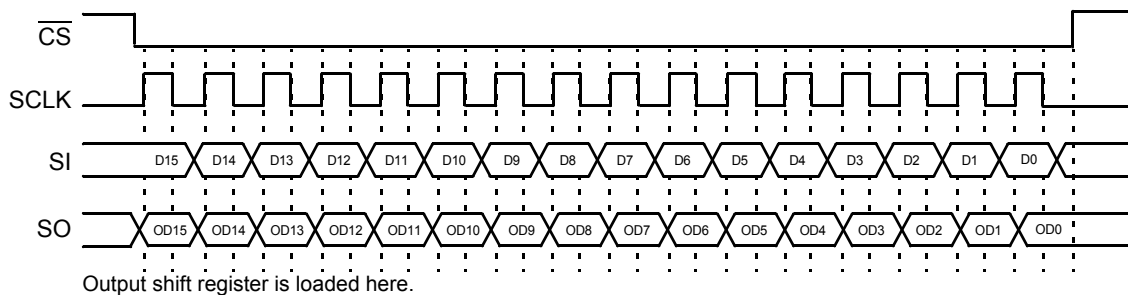 CS
SCLK
SI D15 D14 D13 D12 D11 D10 D9 D8 D7 D6 D5 D4 D3 D2 D1 D0
SO OD15 OD14 OD13 OD12 OD11 OD10 OD9 OD8 OD7 OD6 OD5 OD4 OD3 OD2 OD1 OD0
Output shift register is loaded here.